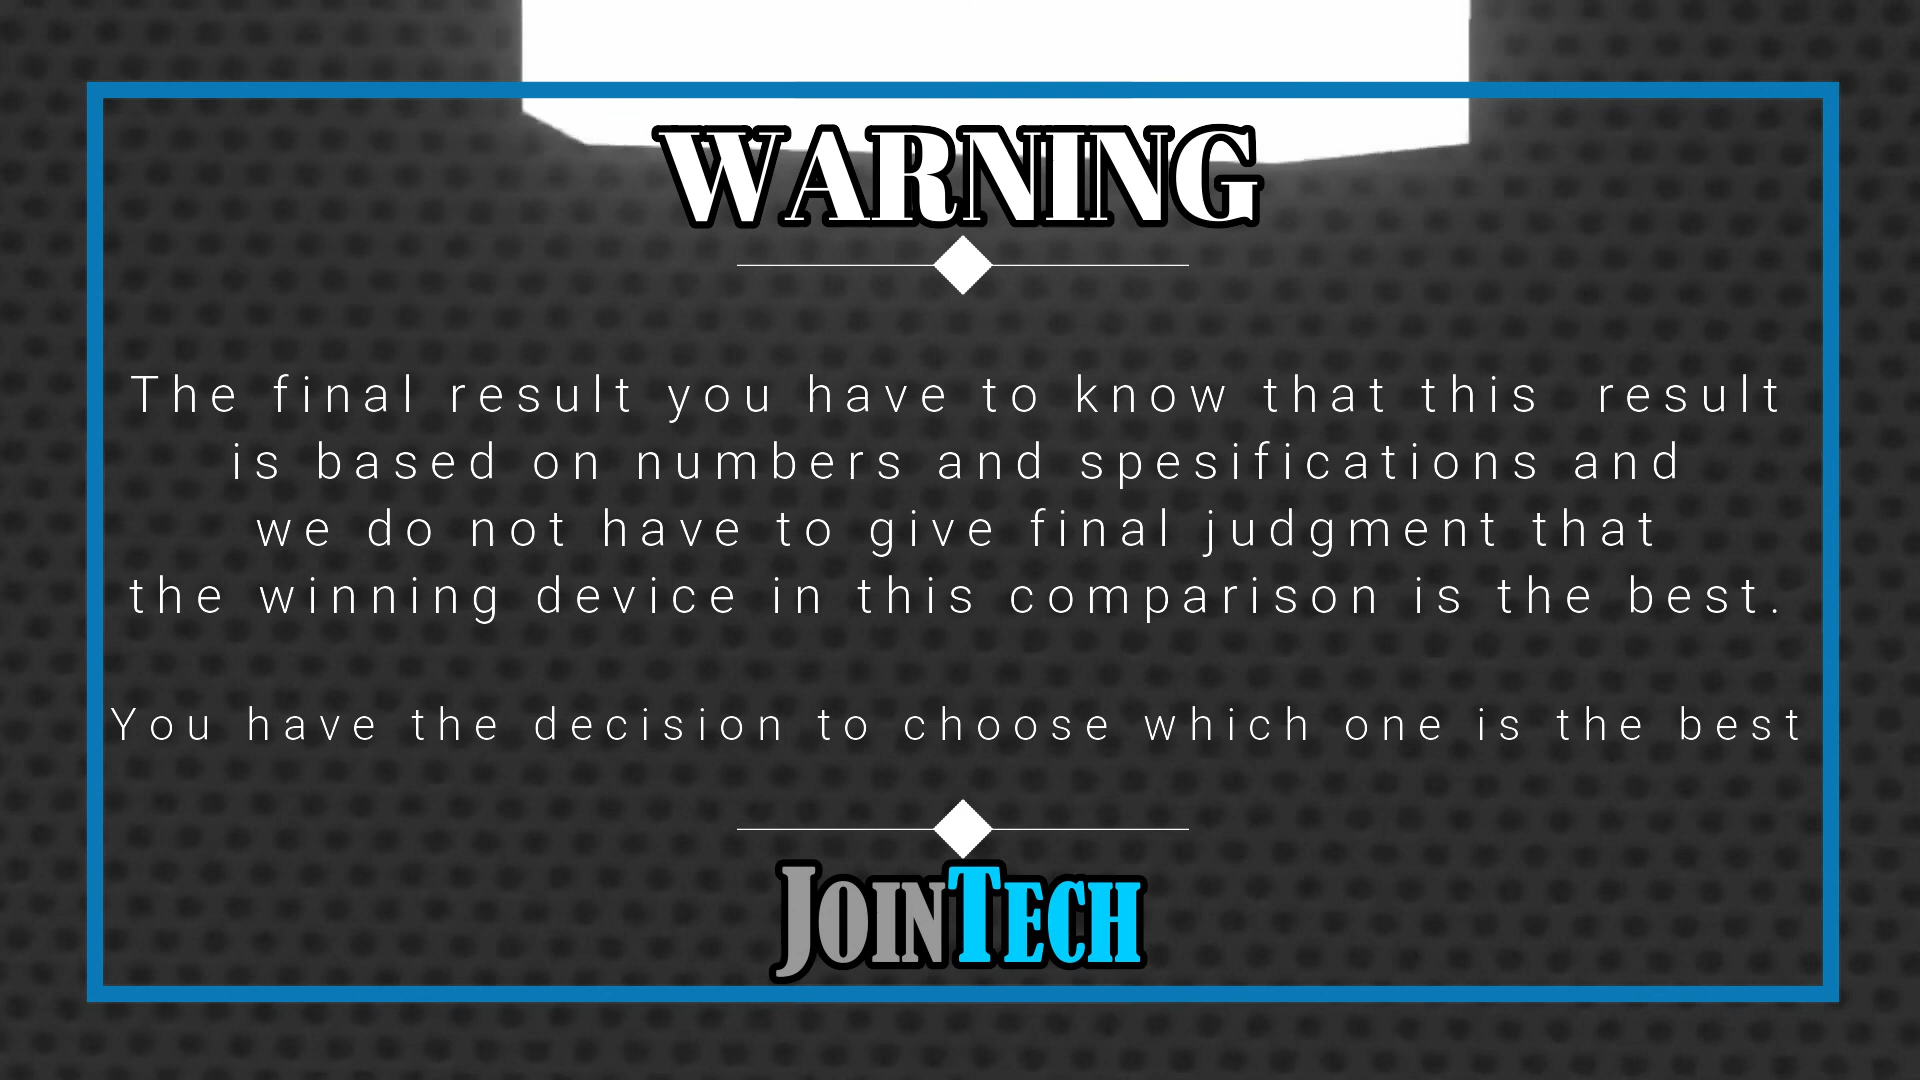 WARNING
The final result you have to know that this result
is based on numbers and spesifications and
we do not have to give final judgment that
the winning device in this comparison is the best.
You have the decision to choose which one is the best
JOINTECH